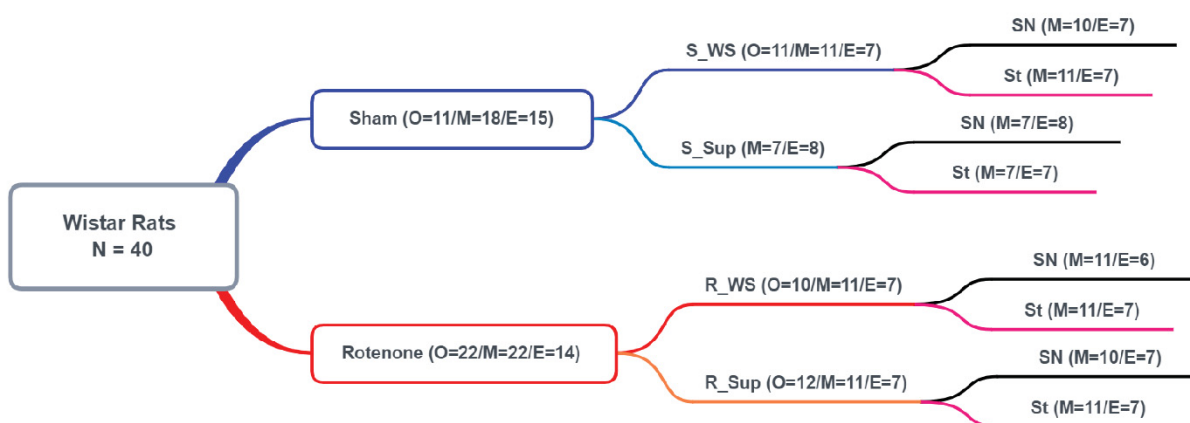 Wistar Rats
N = 40
Sham (O=11/M=18/E=15)
S_WS (O=11/M=11/E=7)
SN (M=10/E=7)
St (M=11/E=7)
S_Sup (M=7/E=8)
SN (M=7/E=8)
St (M=7/E=7)
Rotenone (O=22/M=22/E=14)
R_WS (O=10/M=11/E=7)
SN (M=11/E=6)
St (M=11/E=7)
R_Sup (O=12/M=11/E=7)
SN (M=10/E=7)
St (M=11/E=7)